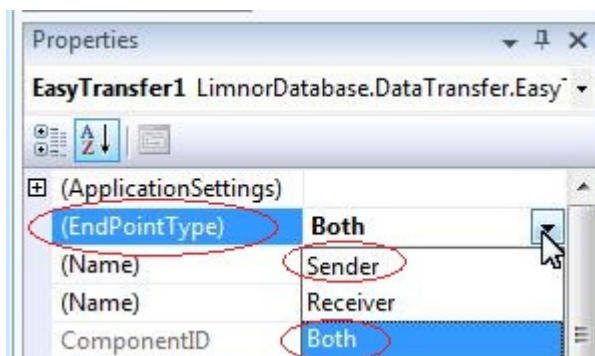 Properties
EasyTransfer1 LimnorDatabase.DataTransfer.Easy
(ApplicationSettings)
(EndPointType) Both
(Name) Sender
(Name) Receiver
ComponentID Both